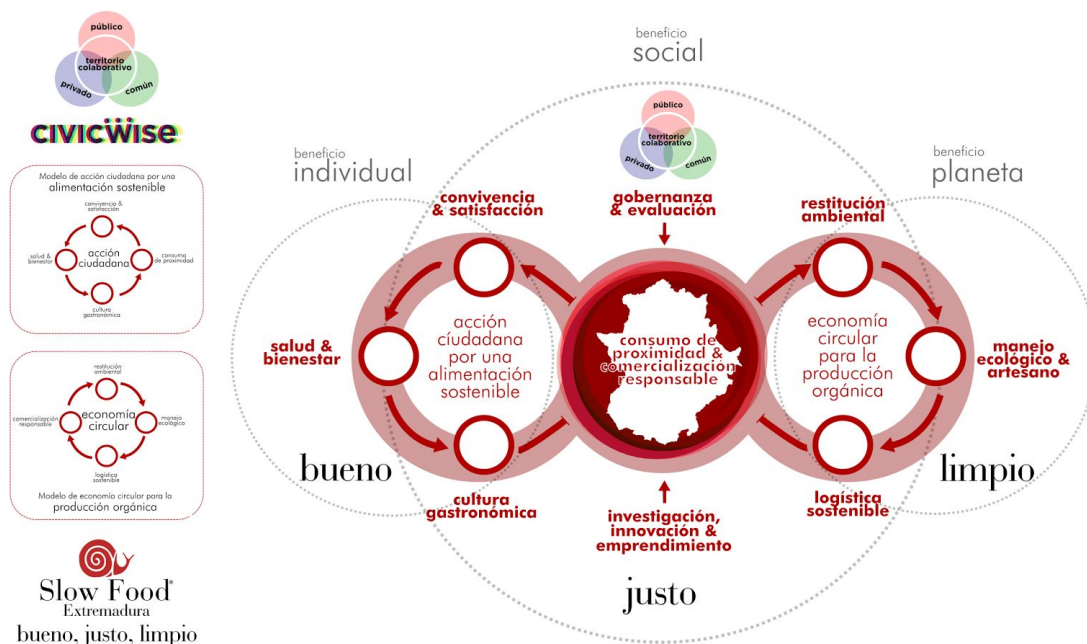 público
territorio
colaborativo
privado
común
CIVICWISE
Modelo de acción ciudadana por una
alimentación sostenible
convivencia &
satisfacción
salud &
bienestar
acción
ciudadana
consumo
de proximidad
cultura
gastronómica
restitución
ambiental
comercialización
responsable
economía
circular
manejo
ecológico
logística
sostenible
Modelo de economía circular para la
producción orgánica
Slow Food®
Extremadura
bueno, justo, limpio
beneficio
social
público
territorio
colaborativo
privado
común
beneficio
individual
beneficio
planeta
convivencia
& satisfacción
gobernanza
& evaluación
restitución
ambiental
salud &
bienestar
acción
ciudadana
por una
alimentación
sostenible
consumo de
proximidad &
comercialización
responsable
economía
circular
para la
producción
orgánica
manejo
ecológico &
artesano
bueno
limpio
cultura
gastronómica
investigación,
innovación &
emprendimiento
logística
sostenible
justo